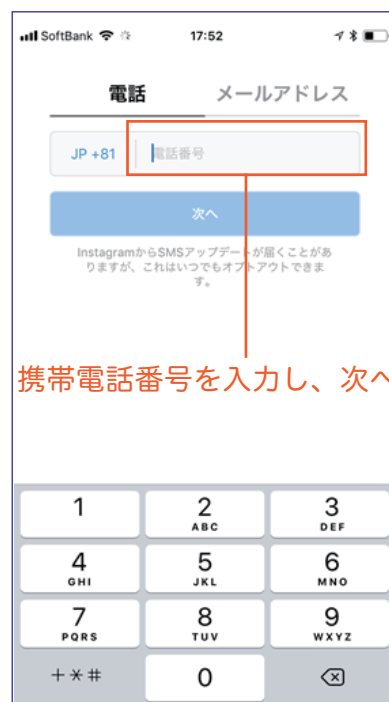 SoftBank 17:52
電話 メールアドレス
JP +81 電話番号
次へ
InstagramからSMSアップデートが届くことがあ
りますが、これはいつでもオプトアウトできま
す。
携帯電話番号を入力し、次へ
1 2 3
ABC DEF
4 5 6
GHI JKL MNO
7 8 9
PQRS TUV WXYZ
+*# 0